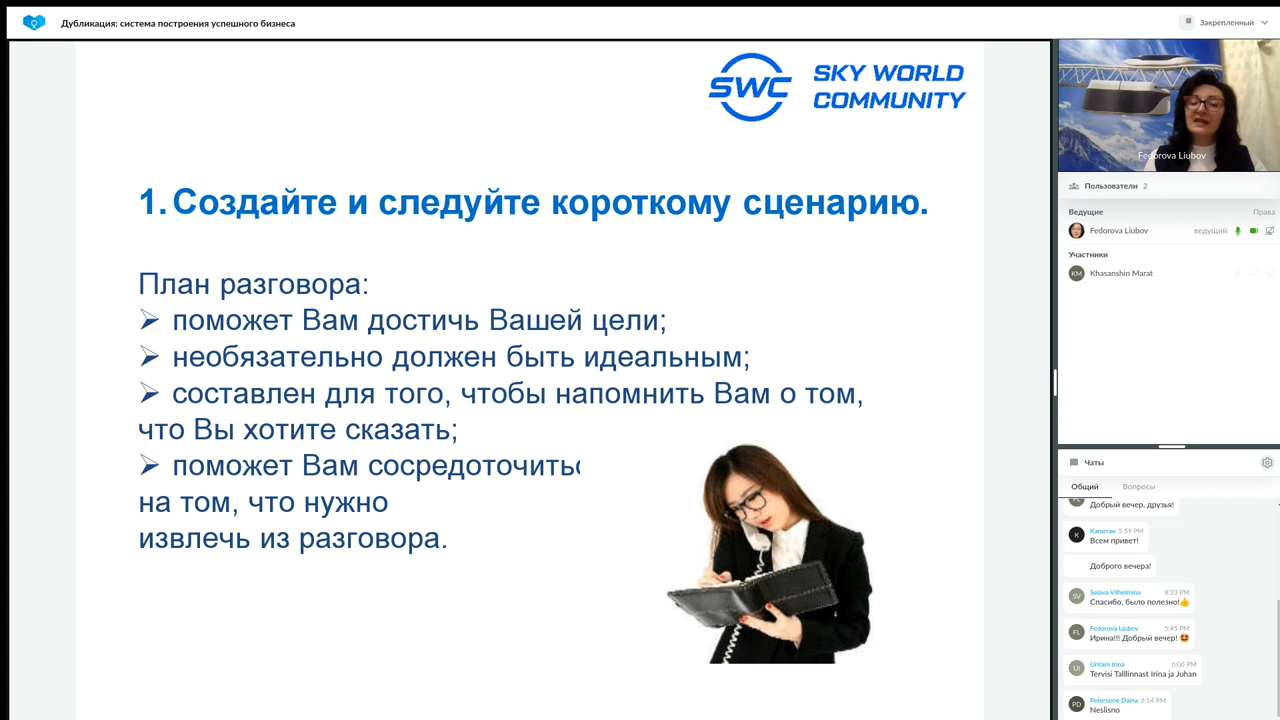 Дубликация: система построения успешного бизнеса
Закрепленный
SWC
SKY WORLD
COMMUNITY
1. Создайте и следуйте короткому сценарию.
План разговора:
➢ поможет Вам достичь Вашей цели;
➢ необязательно должен быть идеальным;
➢ составлен для того, чтобы напомнить Вам о том,
что Вы хотите сказать;
➢ поможет Вам сосредоточитьс
на том, что нужно
извлечь из разговора.
Fedorova Liubov
Пользователи 2
Ведущие Права
Fedorova Liubov ведущий
Участники
KM Khasanshin Marat
Чаты
Общий Вопросы
Добрый вечер, друзья!
К Капитан 5:59 PM
Всем привет!
Доброго вечера!
SV Selava Vilhelmina 8:33 PM
Спасибо, было полезно!👍
FL Fedorova Liubov 5:45 PM
Ирина!!! Добрый вечер! 🤩
UI Uritam Irina 6:06 PM
Tervisi Talllinnast Irina ja Juhan
PD Petersone Daina 6:14 PM
Neslisno